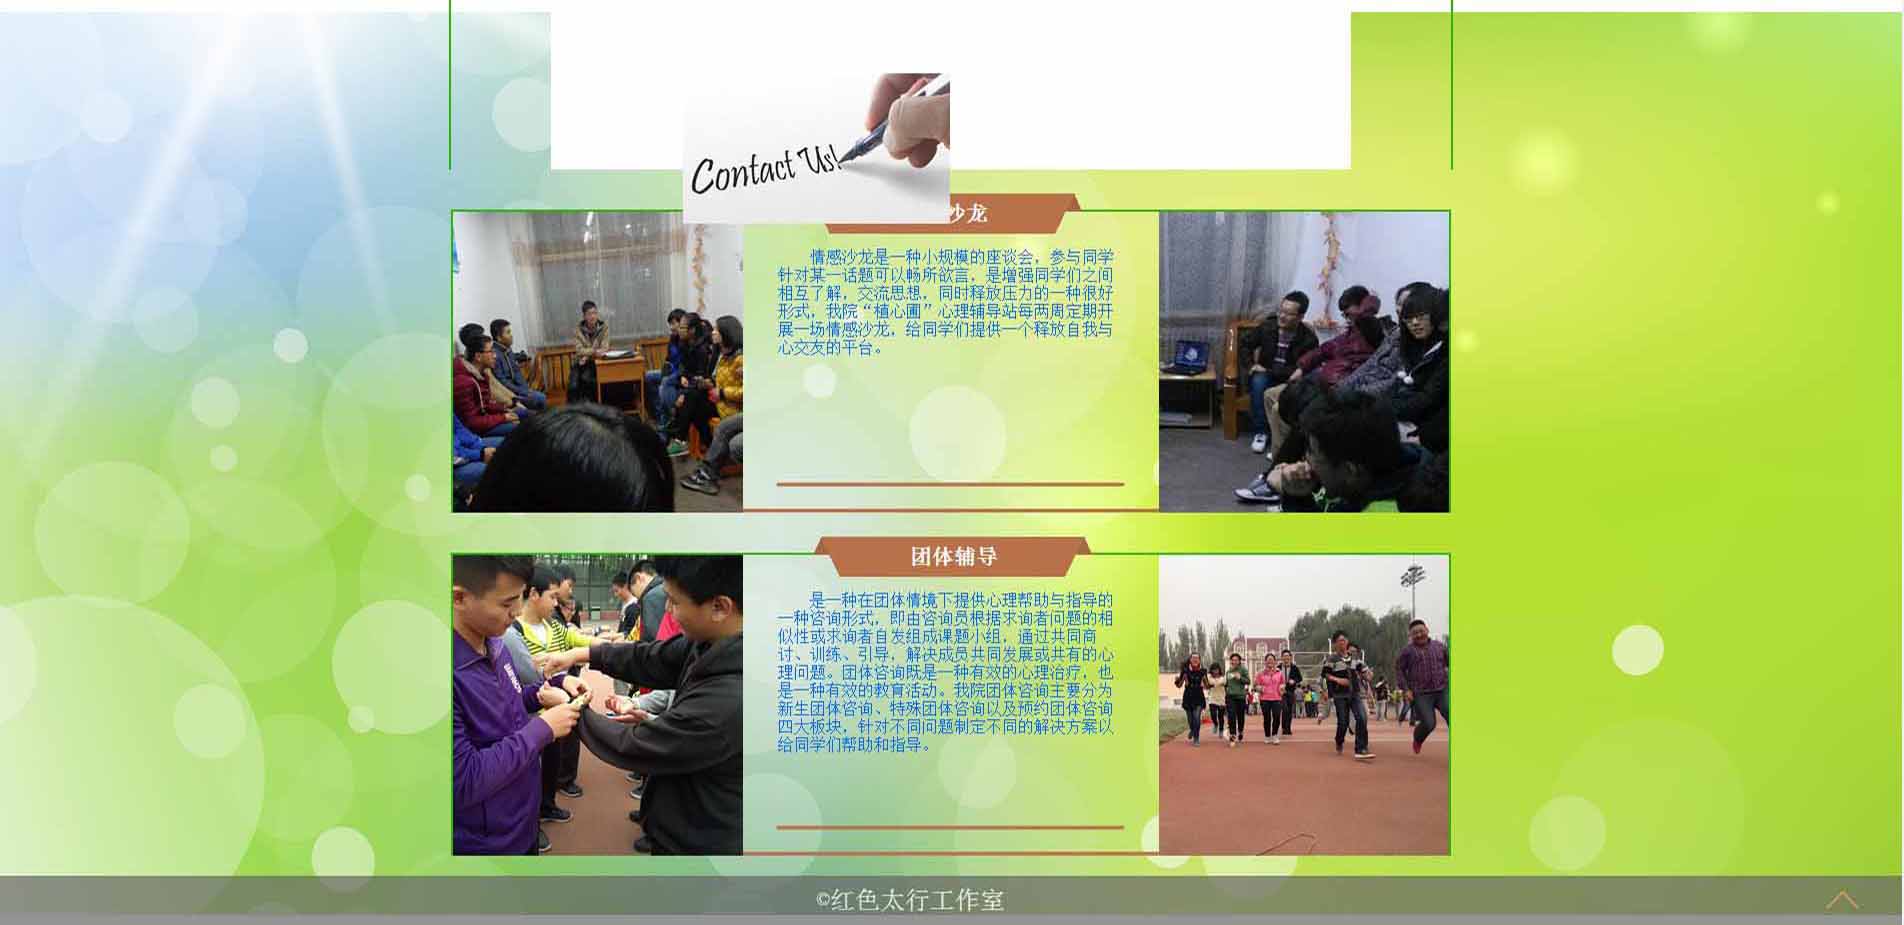 Contact Us!
沙龙
情感沙龙是一种小规模的座谈会，参与同学
针对某一话题可以畅所欲言，是增强同学们之间
相互了解，交流思想，同时释放压力的一种很好
形式，我院“植心圃”心理辅导站每两周定期开
展一场情感沙龙，给同学们提供一个释放自我与
心交友的平台。
团体辅导
是一种在团体情境下提供心理帮助与指导的
一种咨询形式，即由咨询员根据求询者问题的相
似性或求询者自发组成课题小组，通过共同商
讨、训练、引导，解决成员共同发展或共有的心
理问题。团体咨询既是一种有效的心理治疗，也
是一种有效的教育活动。我院团体咨询主要分为
新生团体咨询、特殊团体咨询以及预约团体咨询
四大板块，针对不同问题制定不同的解决方案以
给同学们帮助和指导。
©红色太行工作室